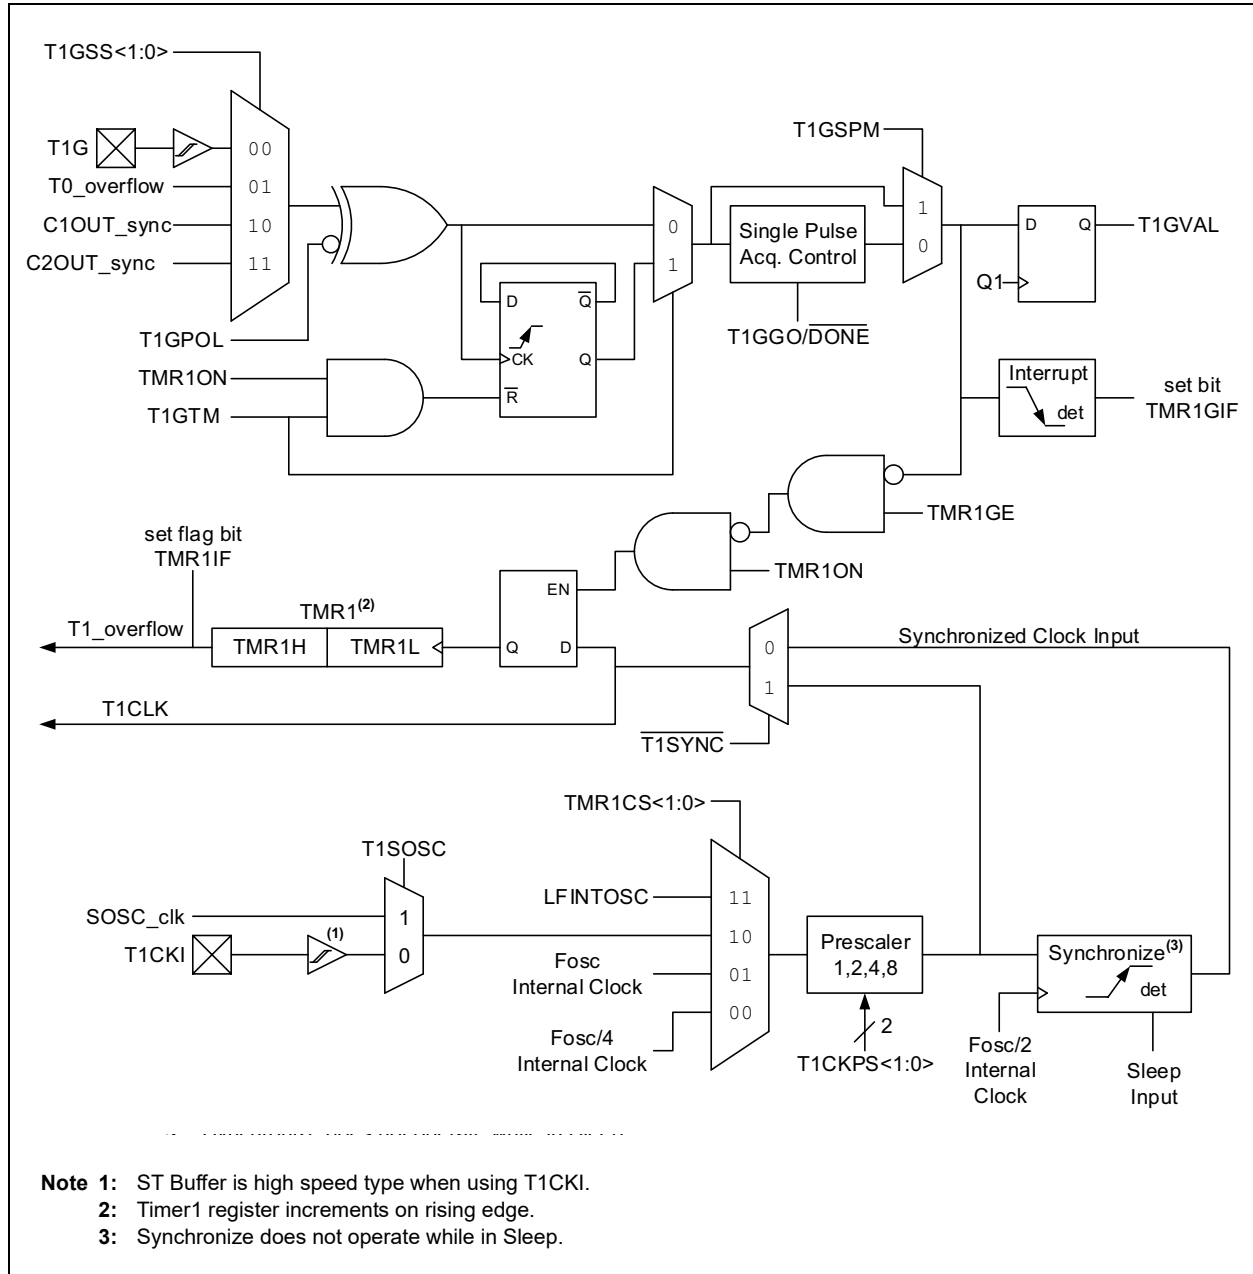 T1GSS<1:0>
T1G
00
T0_overflow
01
C1OUT_sync
10
C2OUT_sync
11
T1GPOL
TMR1ON
T1GTM
D
Q
CK
Q
R
0
1
T1GSPM
Single Pulse
Acq. Control
T1GGO/DONE
1
0
D
Q
Q1
T1GVAL
Interrupt
det
set bit
TMR1GIF
TMR1GE
TMR1ON
set flag bit
TMR1IF
TMR1(2)
T1_overflow
TMR1H
TMR1L
EN
Q
D
T1CLK
0
1
Synchronized Clock Input
T1SYNC
TMR1CS<1:0>
T1SOSC
SOSC_clk
1
T1CKI
(1)
0
LFINTOSC
11
10
Fosc
Internal Clock
01
00
Fosc/4
Internal Clock
Prescaler
1,2,4,8
2
T1CKPS<1:0>
Synchronize(3)
det
Fosc/2
Internal
Clock
Sleep
Input
Note 1: ST Buffer is high speed type when using T1CKI.
2: Timer1 register increments on rising edge.
3: Synchronize does not operate while in Sleep.